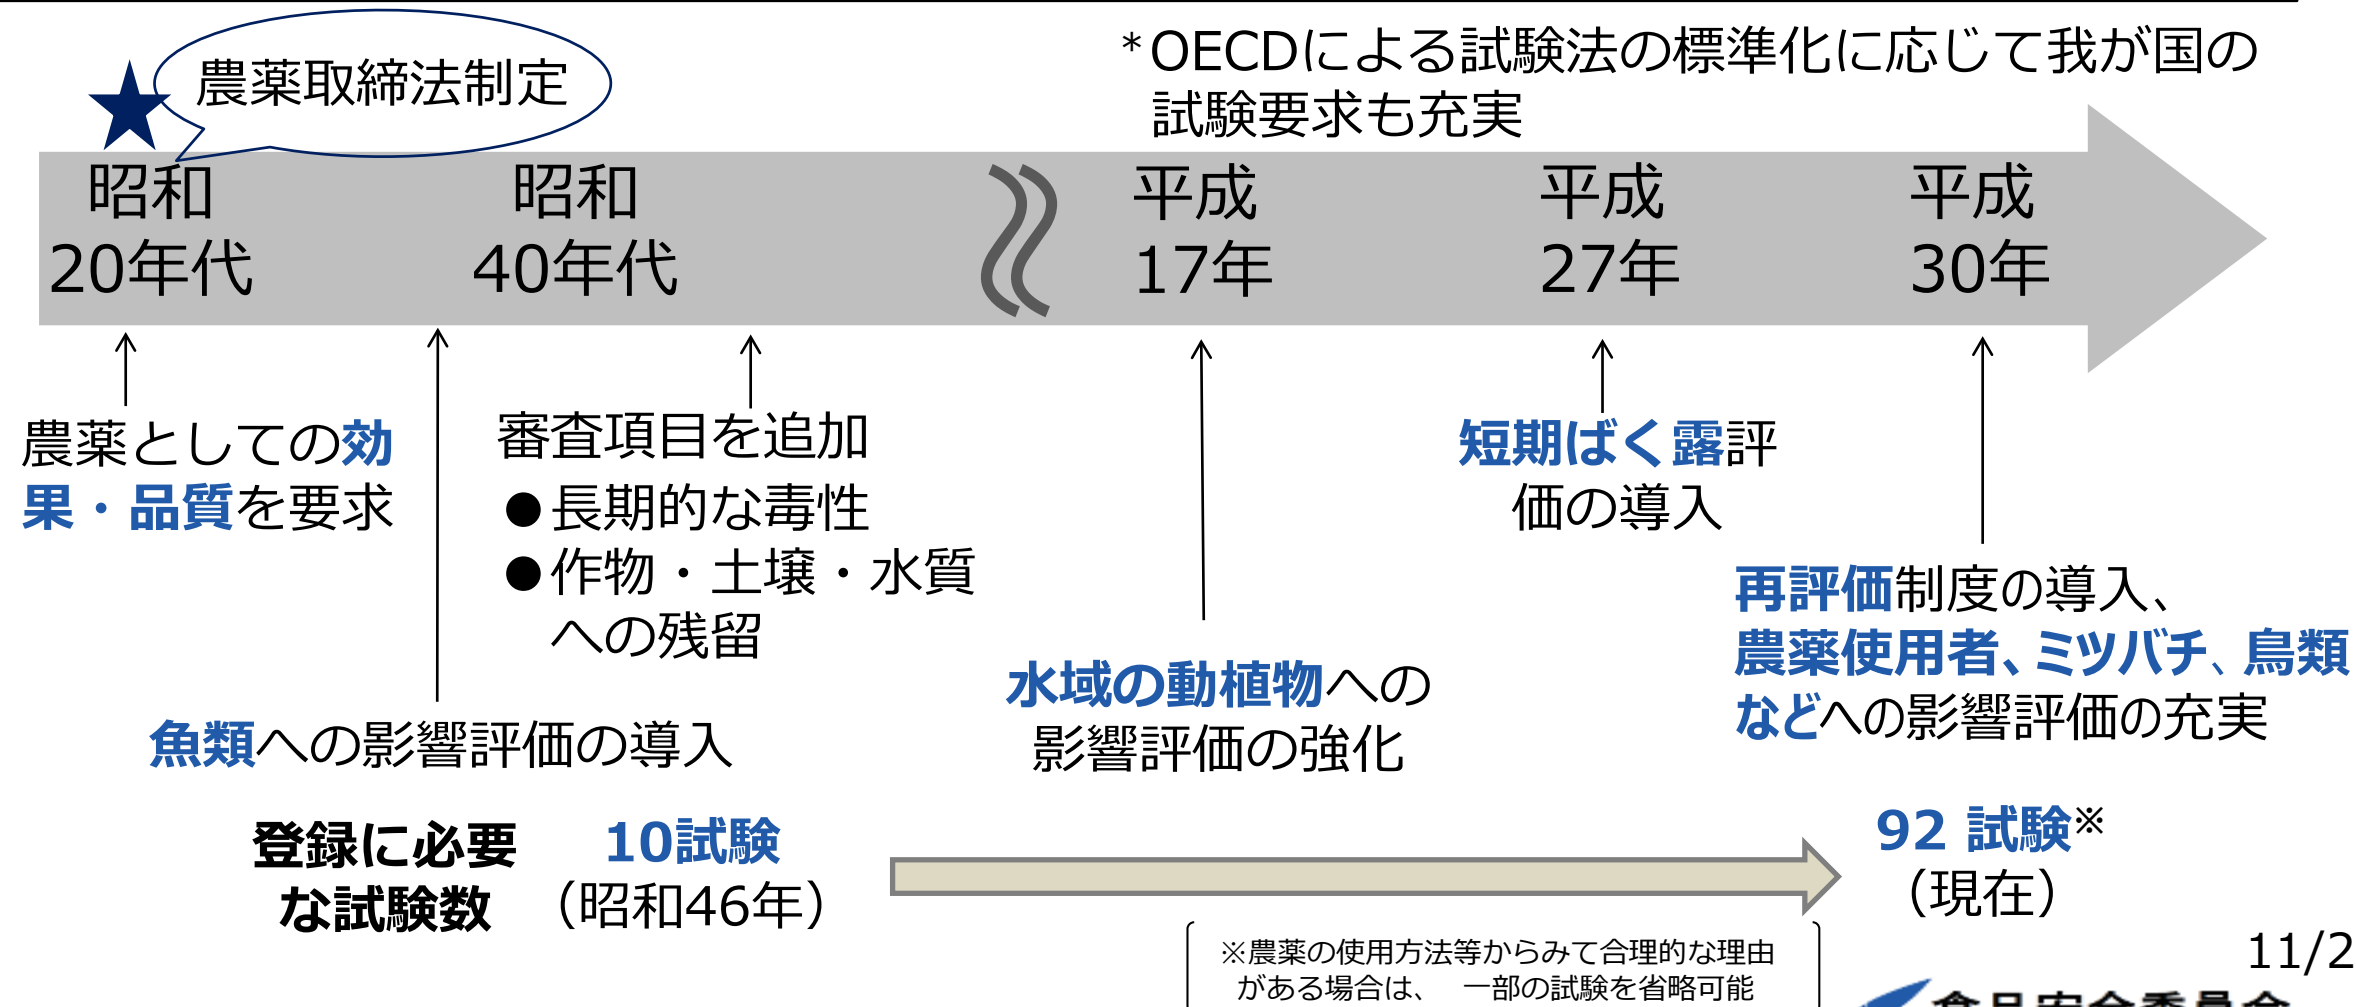 農薬取締法制定
*OECDによる試験法の標準化に応じて我が国の
試験要求も充実
昭和
20年代
昭和
40年代
平成
17年
平成
27年
平成
30年
農薬としての効
果・品質を要求
審査項目を追加
●長期的な毒性
●作物・土壌・水質
への残留
魚類への影響評価の導入
水域の動植物への
影響評価の強化
短期ばく露評
価の導入
再評価制度の導入、
農薬使用者、ミツバチ、鳥類
などへの影響評価の充実
登録に必要
な試験数
10試験
（昭和46年）
92 試験※
（現在）
※農薬の使用方法等からみて合理的な理由
がある場合は、　一部の試験を省略可能
11/2
食品安全委員会